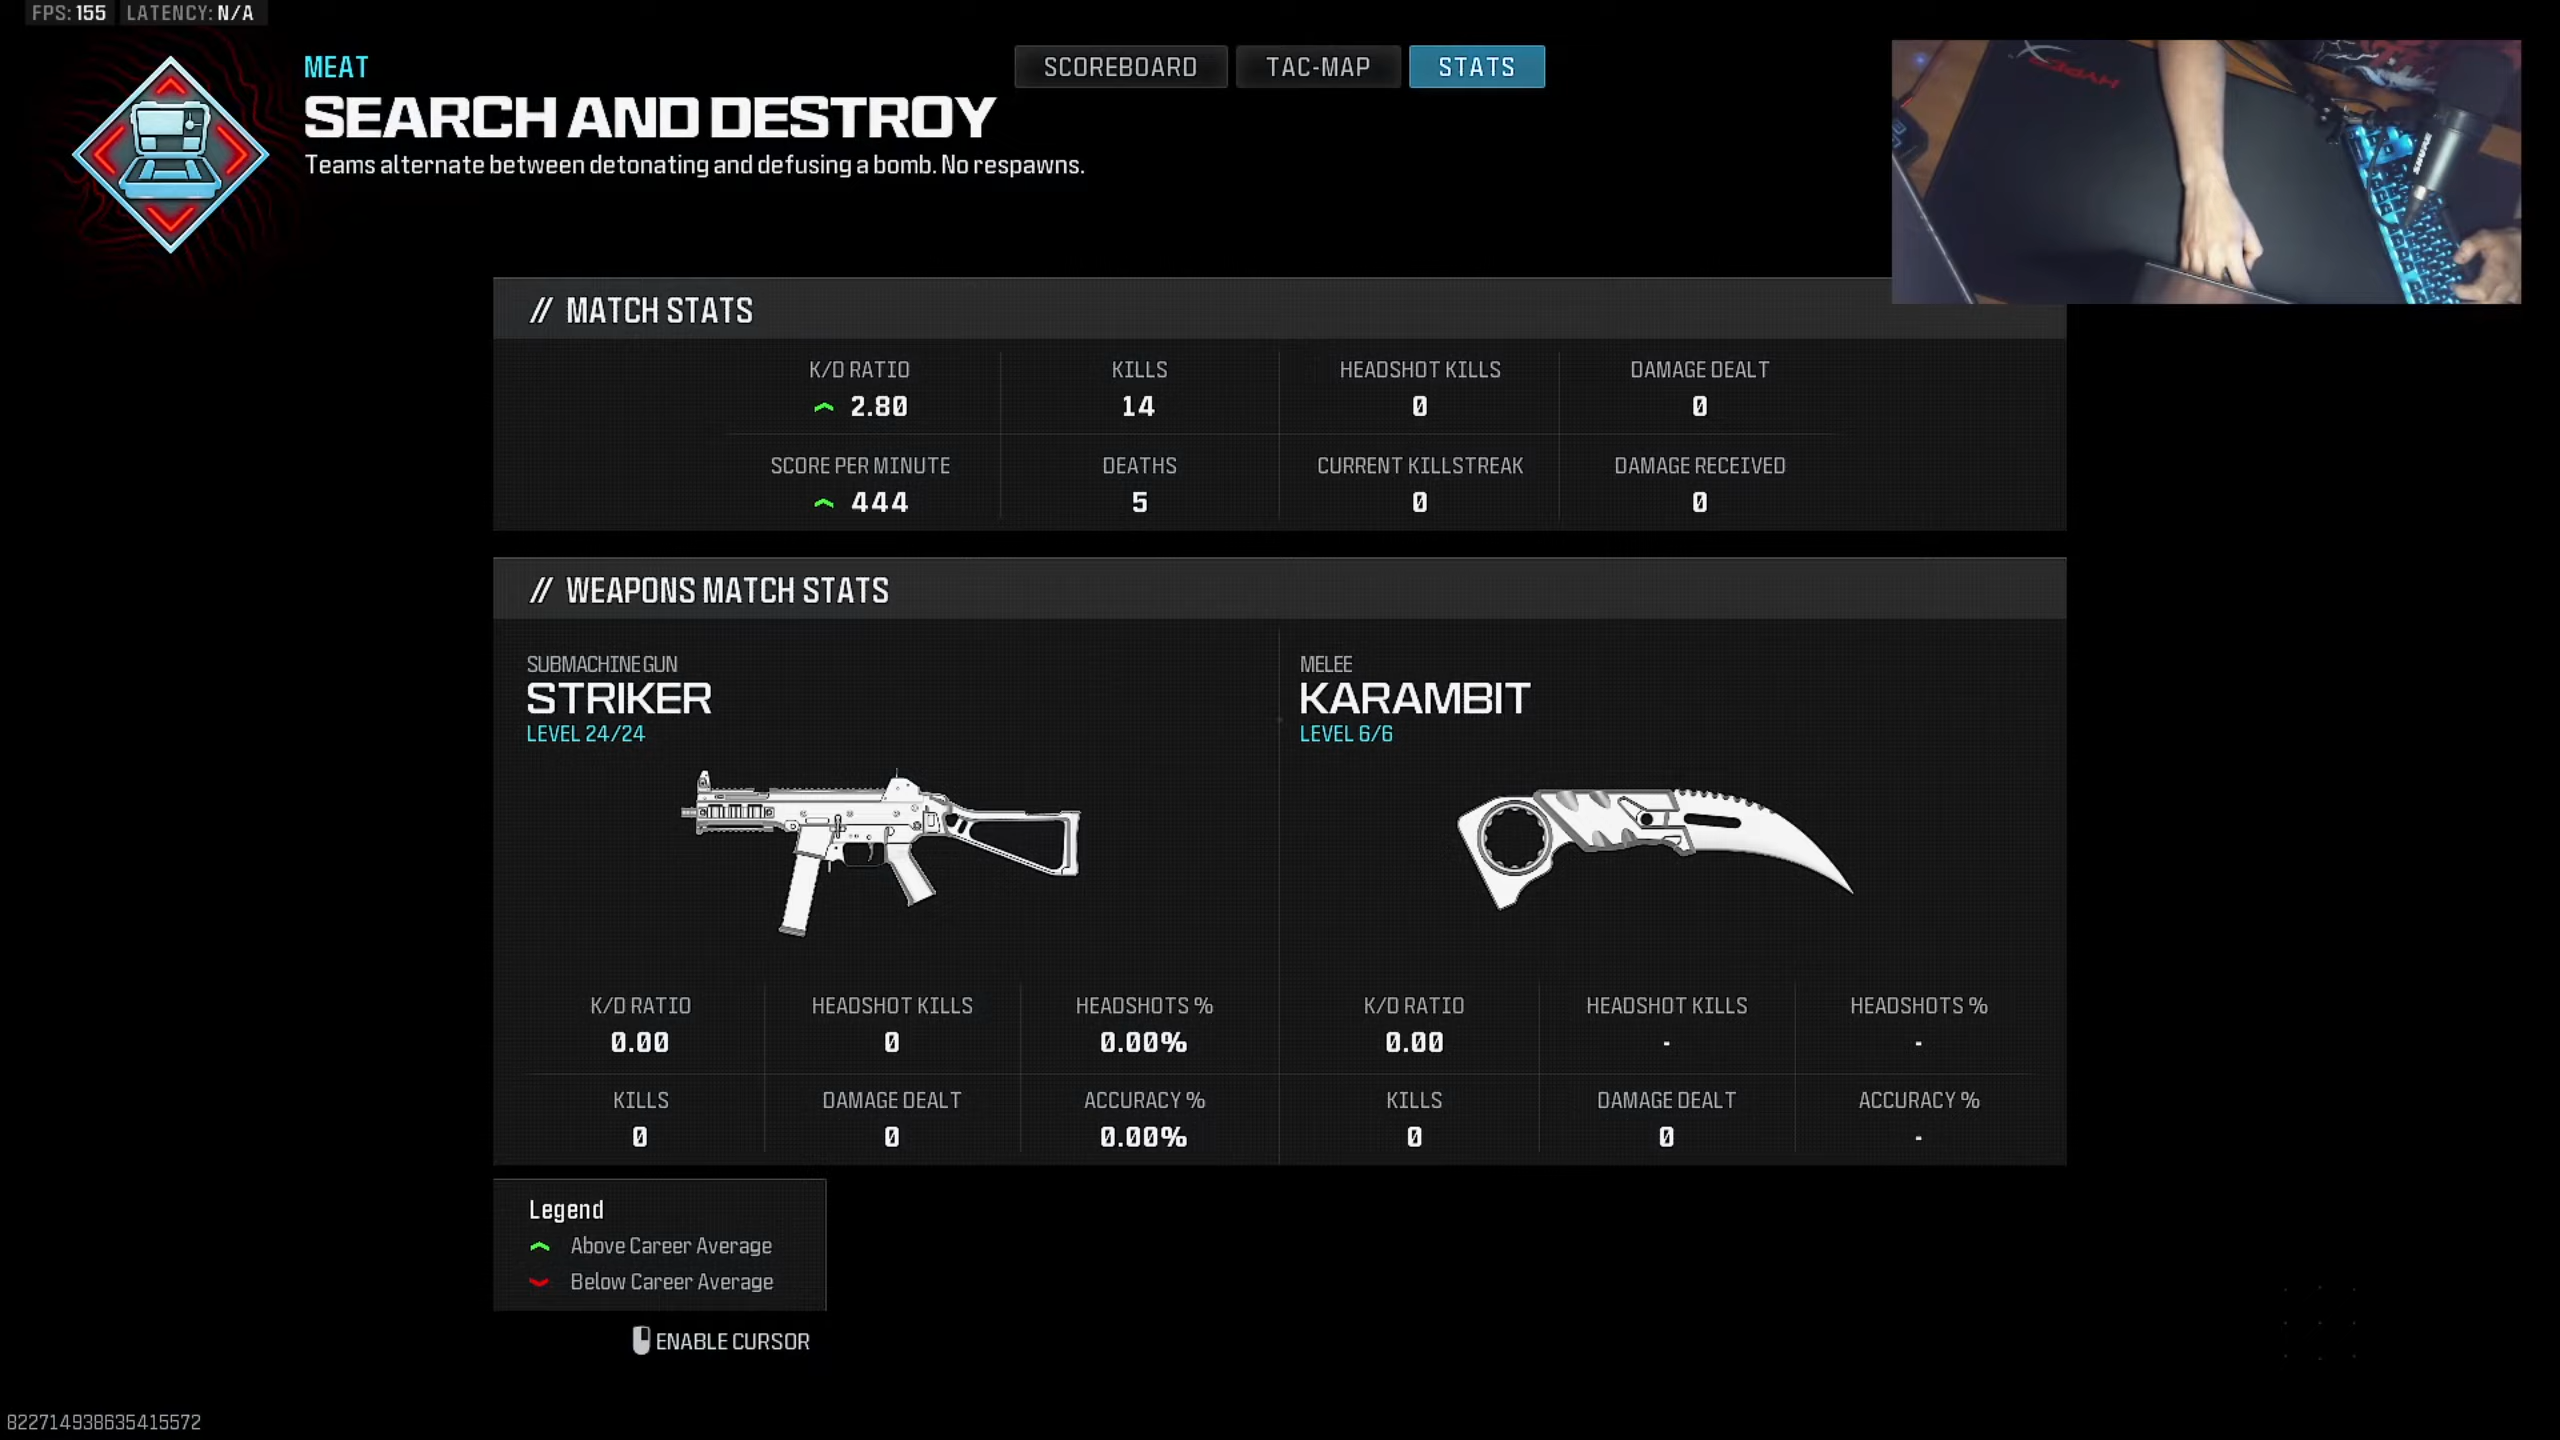 FPS: 155 LATENCY: N/A
MEAT
SEARCH AND DESTROY
Teams alternate between detonating and defusing a bomb. No respawns.
SCOREBOARD TAC-MAP STATS
HYPERX
SHURE
// MATCH STATS
K/D RATIO KILLS HEADSHOT KILLS DAMAGE DEALT
2.80 14 0 0
SCORE PER MINUTE DEATHS CURRENT KILLSTREAK DAMAGE RECEIVED
444 5 0 0
// WEAPONS MATCH STATS
SUBMACHINE GUN
STRIKER
LEVEL 24/24
MELEE
KARAMBIT
LEVEL 6/6
K/D RATIO HEADSHOT KILLS HEADSHOTS % K/D RATIO HEADSHOT KILLS HEADSHOTS %
0.00 0 0.00% 0.00 - -
KILLS DAMAGE DEALT ACCURACY % KILLS DAMAGE DEALT ACCURACY %
0 0 0.00% 0 0 -
Legend
Above Career Average
Below Career Average
ENABLE CURSOR
822714938635415572